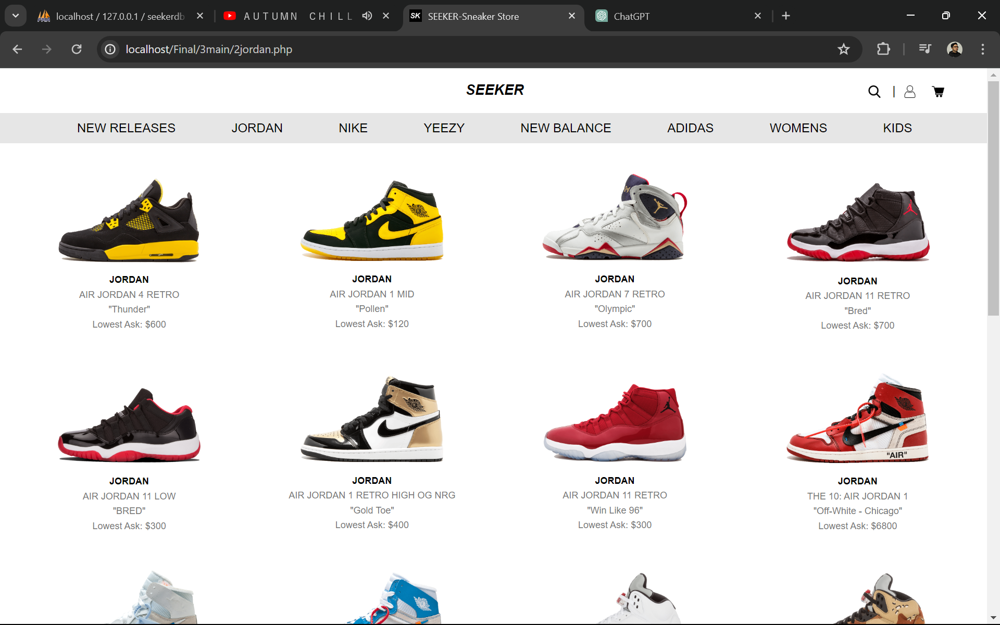 localhost / 127.0.0.1 / seekerdb
A U T U M N C H I L L
SK
SEEKER-Sneaker Store
ChatGPT
localhost/Final/3main/2jordan.php
SEEKER
NEW RELEASES
JORDAN
NIKE
YEEZY
NEW BALANCE
ADIDAS
WOMENS
KIDS
JORDAN
AIR JORDAN 4 RETRO
"Thunder"
Lowest Ask: $600
JORDAN
AIR JORDAN 1 MID
"Pollen"
Lowest Ask: $120
JORDAN
AIR JORDAN 7 RETRO
"Olympic"
Lowest Ask: $700
JORDAN
AIR JORDAN 11 RETRO
"Bred"
Lowest Ask: $700
"AIR"
JORDAN
AIR JORDAN 11 LOW
"BRED"
Lowest Ask: $300
JORDAN
AIR JORDAN 1 RETRO HIGH OG NRG
"Gold Toe"
Lowest Ask: $400
JORDAN
AIR JORDAN 11 RETRO
"Win Like 96"
Lowest Ask: $300
JORDAN
THE 10: AIR JORDAN 1
"Off-White - Chicago"
Lowest Ask: $6800